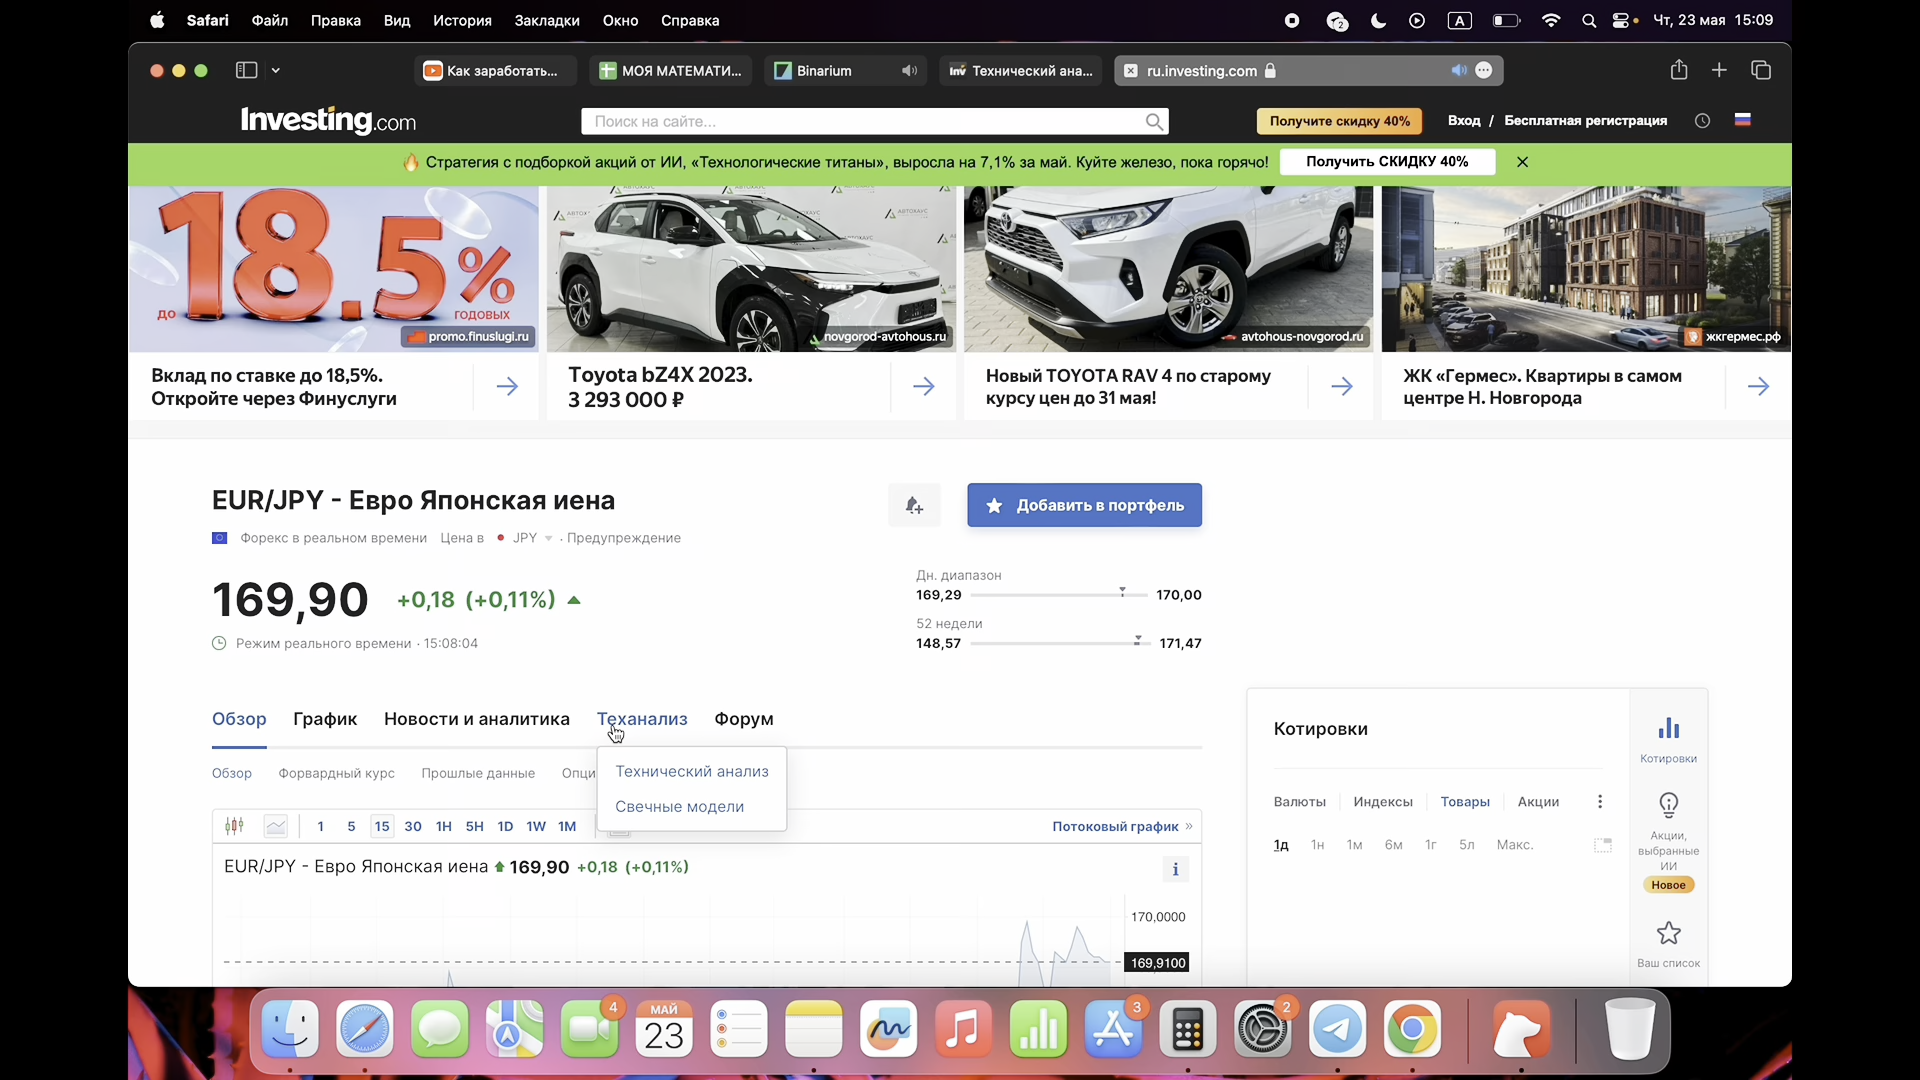 Safari Файл Правка Вид История Закладки Окно Справка
2 A Чт, 23 мая 15:09
Как заработать... МОЯ МАТЕМАТИ... Binarium Inv Технический ана... ru.investing.com
Investing.com Поиск на сайте... Получите скидку 40% Вход / Бесплатная регистрация
Стратегия с подборкой акций от ИИ, «Технологические титаны», выросла на 7,1% за май. Куйте железо, пока горячо! Получить СКИДКУ 40%
до 18.5% годовых
promo.finuslugi.ru
novgorod-avtohous.ru
avtohous-novgorod.ru
жкгермес.рф
Вклад по ставке до 18,5%.
Откройте через Финуслуги
Toyota bZ4X 2023.
3 293 000 ₽
Новый TOYOTA RAV 4 по старому
курсу цен до 31 мая!
ЖК «Гермес». Квартиры в самом
центре Н. Новгорода
EUR/JPY - Евро Японская иена
Добавить в портфель
Форекс в реальном времени Цена в JPY · Предупреждение
169,90 +0,18 (+0,11%)
Режим реального времени · 15:08:04
Дн. диапазон
169,29 170,00
52 недели
148,57 171,47
Обзор График Новости и аналитика Теханализ Форум
Обзор Форвардный курс Прошлые данные Опци
Технический анализ
Свечные модели
1 5 15 30 1H 5H 1D 1W 1M
Потоковый график »
EUR/JPY - Евро Японская иена 169,90 +0,18 (+0,11%)
i
170,0000
169,9100
Котировки
Валюты Индексы Товары Акции
1д 1н 1м 6м 1г 5л Макс.
Котировки
Акции,
выбранные
ИИ
Новое
Ваш список
4
МАЙ
23
3
2